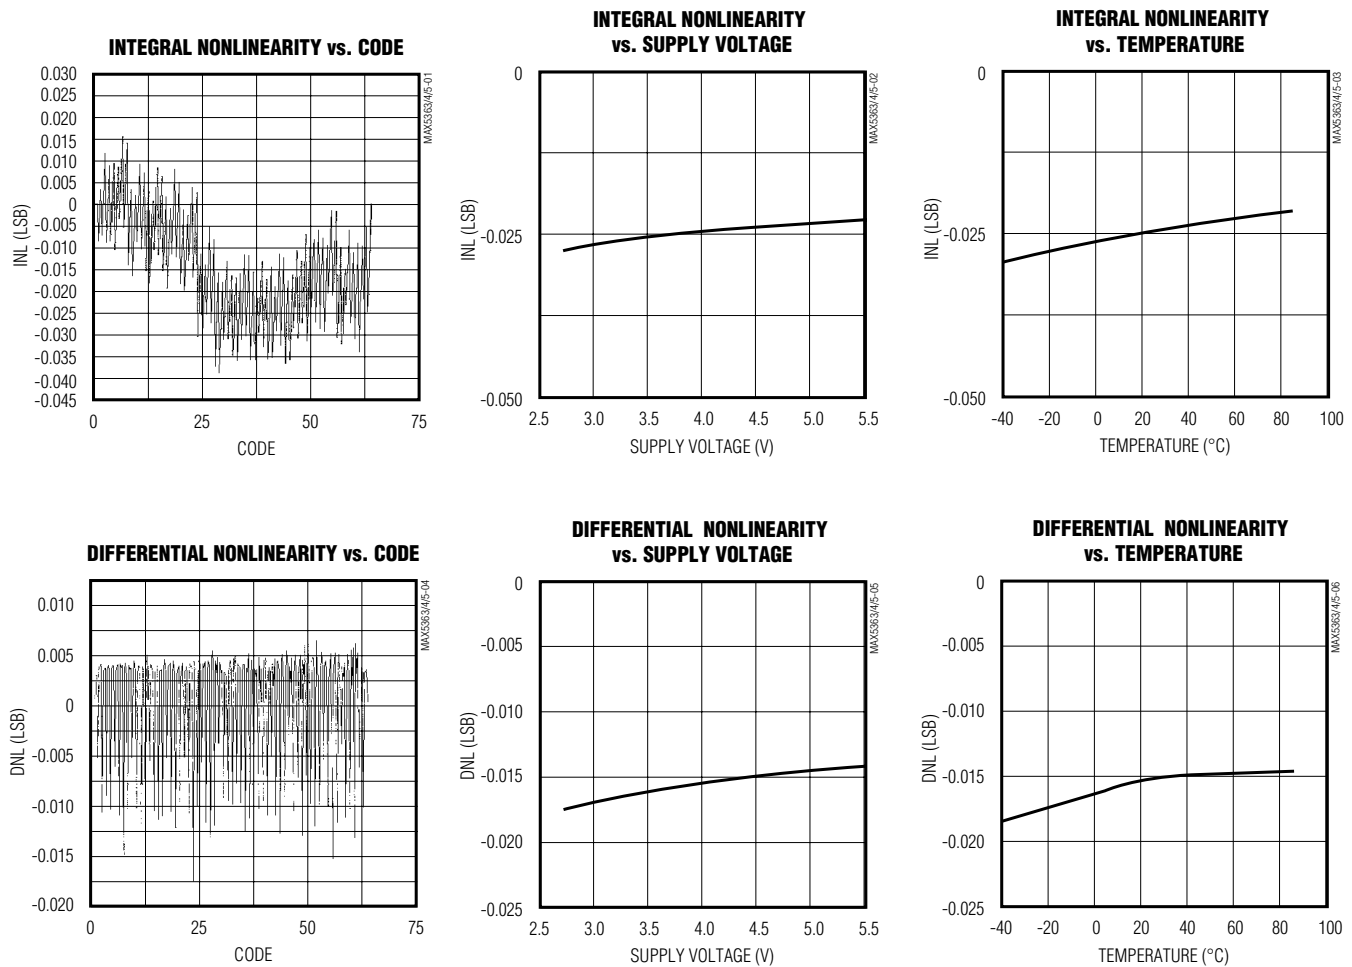 INTEGRAL NONLINEARITY vs. CODE
0.030
0.025
0.020
0.015
0.010
0.005
0
-0.005
-0.010
-0.015
-0.020
-0.025
-0.030
-0.035
-0.040
-0.045
INL (LSB)
0 25 50 75
CODE
MAX5363/4/5-01
INTEGRAL NONLINEARITY
vs. SUPPLY VOLTAGE
0
-0.025
-0.050
INL (LSB)
2.5 3.0 3.5 4.0 4.5 5.0 5.5
SUPPLY VOLTAGE (V)
MAX5363/4/5-02
INTEGRAL NONLINEARITY
vs. TEMPERATURE
0
-0.025
-0.050
INL (LSB)
-40 -20 0 20 40 60 80 100
TEMPERATURE (°C)
MAX5363/4/5-03
DIFFERENTIAL NONLINEARITY vs. CODE
0.010
0.005
0
-0.005
-0.010
-0.015
-0.020
DNL (LSB)
0 25 50 75
CODE
MAX5363/4/5-04
DIFFERENTIAL NONLINEARITY
vs. SUPPLY VOLTAGE
0
-0.005
-0.010
-0.015
-0.020
-0.025
DNL (LSB)
2.5 3.0 3.5 4.0 4.5 5.0 5.5
SUPPLY VOLTAGE (V)
MAX5363/4/5-05
DIFFERENTIAL NONLINEARITY
vs. TEMPERATURE
0
-0.005
-0.010
-0.015
-0.020
-0.025
DNL (LSB)
-40 -20 0 20 40 60 80 100
TEMPERATURE (°C)
MAX5363/4/5-06